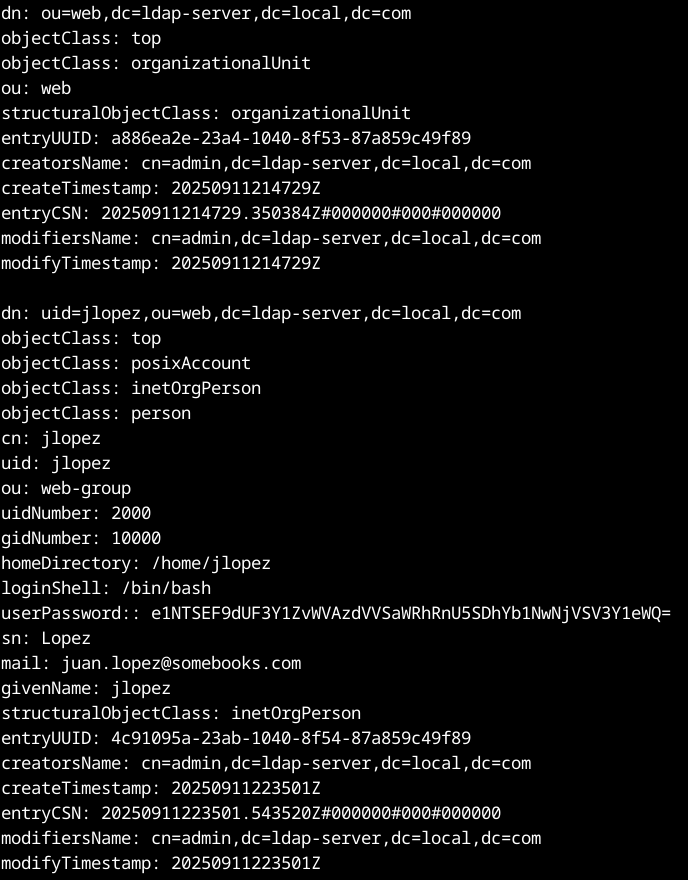 dn: ou=web,dc=ldap-server,dc=local,dc=com
objectClass: top
objectClass: organizationalUnit
ou: web
structuralObjectClass: organizationalUnit
entryUUID: a886ea2e-23a4-1040-8f53-87a859c49f89
creatorsName: cn=admin,dc=ldap-server,dc=local,dc=com
createTimestamp: 20250911214729Z
entryCSN: 20250911214729.350384Z#000000#000#000000
modifiersName: cn=admin,dc=ldap-server,dc=local,dc=com
modifyTimestamp: 20250911214729Z

dn: uid=jlopez,ou=web,dc=ldap-server,dc=local,dc=com
objectClass: top
objectClass: posixAccount
objectClass: inetOrgPerson
objectClass: person
cn: jlopez
uid: jlopez
ou: web-group
uidNumber: 2000
gidNumber: 10000
homeDirectory: /home/jlopez
loginShell: /bin/bash
userPassword:: e1NTSEF9dUF3Y1ZvWVAzdVVSaWRhRnU5SDhYb1NwNjVSV3Y1eWQ=
sn: Lopez
mail: juan.lopez@somebooks.com
givenName: jlopez
structuralObjectClass: inetOrgPerson
entryUUID: 4c91095a-23ab-1040-8f54-87a859c49f89
creatorsName: cn=admin,dc=ldap-server,dc=local,dc=com
createTimestamp: 20250911223501Z
entryCSN: 20250911223501.543520Z#000000#000#000000
modifiersName: cn=admin,dc=ldap-server,dc=local,dc=com
modifyTimestamp: 20250911223501Z